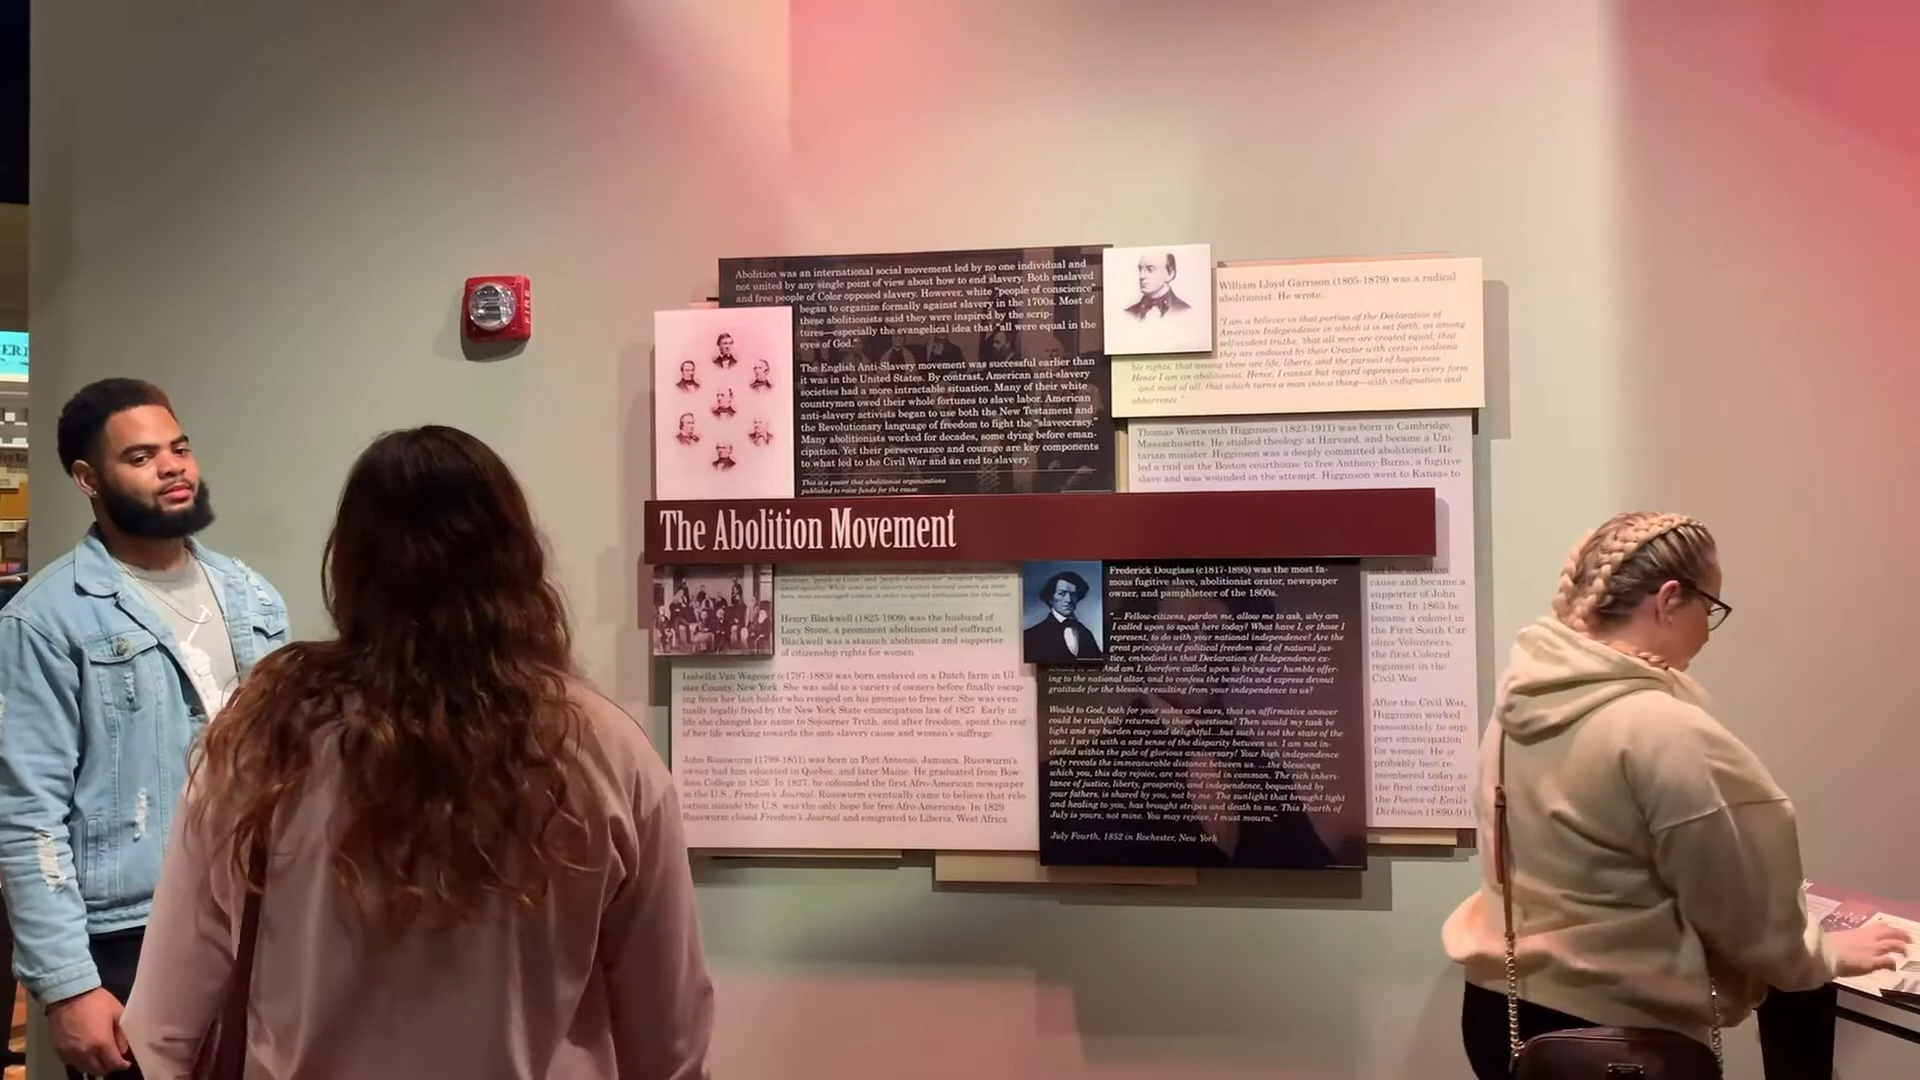 Abolition was an international social movement led by no one individual and
not united by any single point of view about how to end slavery. Both enslaved
and free people of Color opposed slavery. However, white "people of conscience"
began to organize formally against slavery in the 1700s. Most of
these abolitionists said they were inspired by the scrip-
tures—especially the evangelical idea that "all were equal in the
eyes of God."
The English Anti-Slavery movement was successful earlier than
it was in the United States. By contrast, American anti-slavery
societies had a more intractable situation. Many of their white
countrymen owed their whole fortunes to slave labor. American
anti-slavery activists began to use both the New Testament and
the Revolutionary language of freedom to fight the "slaveocracy."
Many abolitionists worked for decades, some dying before eman-
cipation. Yet their perseverance and courage are key components
to what led to the Civil War and an end to slavery.
This is a poster that abolitionist organizations
published to raise funds for the cause.
William Lloyd Garrison (1805-1879) was a radical
abolitionist. He wrote:
"I am a believer in that portion of the Declaration of
American Independence in which it is set forth, as among
self-evident truths, 'that all men are created equal; that
they are endowed by their Creator with certain inaliena-
ble rights; that among these are life, liberty, and the pursuit of happiness.'
Hence I am an abolitionist. Hence, I cannot but regard oppression to every form
– and most of all, that which turns a man into a thing—with indignation and
abhorrence."
Thomas Wentworth Higginson (1823-1911) was born in Cambridge,
Massachusetts. He studied theology at Harvard, and became a Uni-
tarian minister. Higginson was a deeply committed abolitionist. He
led a raid on the Boston courthouse to free Anthony Burns, a fugitive
slave and was wounded in the attempt. Higginson went to Kansas to
FIRE
The Abolition Movement
meetings, "people of Color" and "people of conscience" mingled together in
Henry Blackwell (1825-1909) was the husband of
Lucy Stone, a prominent abolitionist and suffragist.
Blackwell was a staunch abolitionist and supporter
of citizenship rights for women
Isabella Van Wagener (c1797-1883) was born enslaved on a Dutch farm in Ul-
ster County, New York. She was sold to a variety of owners before finally escap-
ing from her last holder who reneged on his promise to free her. She was even-
tually legally freed by the New York State emancipation law of 1827. Early in
life she changed her name to Sojourner Truth, and after freedom, spent the rest
of her life working towards the anti slavery cause and women's suffrage.
John Russwurm (1799-1851) was born in Port Antonio, Jamaica. Russwurm's
owner had him educated in Quebec, and later Maine. He graduated from Bow-
doin College in 1826. In 1827, he cofounded the first Afro-American newspaper
in the U.S., Freedom's Journal. Russwurm eventually came to believe that relo-
cation outside the U.S. was the only hope for free Afro-Americans. In 1829
Russwurm closed Freedom's Journal and emigrated to Liberia, West Africa.
Frederick Douglass (c1817-1895) was the most fa-
mous fugitive slave, abolitionist orator, newspaper
owner, and pamphleteer of the 1800s.
"... Fellow-citizens, pardon me, allow me to ask, why am
I called upon to speak here today? What have I, or those I
represent, to do with your national independence? Are the
great principles of political freedom and of natural jus-
tice, embodied in that Declaration of Independence ex-
And am I, therefore called upon to bring our humble offer-
ing to the national altar, and to confess the benefits and express devout
gratitude for the blessing resulting from your independence to us?
Would to God, both for your sakes and ours, that an affirmative answer
could be truthfully returned to these questions! Then would my task be
light and my burden easy and delightful...but such is not the state of the
case. I say it with a sad sense of the disparity between us. I am not in-
cluded within the pale of glorious anniversary! Your high independence
only reveals the immeasurable distance between us. ...the blessings
which you, this day rejoice, are not enjoyed in common. The rich inheri-
tance of justice, liberty, prosperity, and independence, bequeathed by
your fathers, is shared by you, not by me. The sunlight that brought light
and healing to you, has brought stripes and death to me. This Fourth of
July is yours, not mine. You may rejoice, I must mourn."
July Fourth, 1852 in Rochester, New York
and the abolition
cause and became a
supporter of John
Brown. In 1863 he
became a colonel in
the First South Car
olina Volunteers,
the first Colored
regiment in the
Civil War.
After the Civil War,
Higginson worked
passionately to sup-
port emancipation
for women. He is
probably best re-
membered today as
the first coeditor of
the Poems of Emily
Dickinson (1890-91)